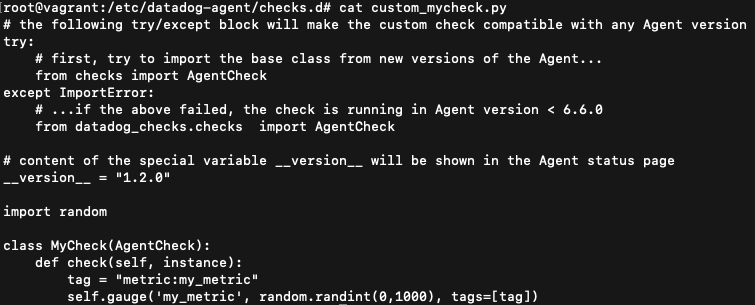 [root@vagrant:/etc/datadog-agent/checks.d# cat custom_mycheck.py
# the following try/except block will make the custom check compatible with any Agent version
try:
    # first, try to import the base class from new versions of the Agent...
    from checks import AgentCheck
except ImportError:
    # ...if the above failed, the check is running in Agent version < 6.6.0
    from datadog_checks.checks  import AgentCheck

# content of the special variable __version__ will be shown in the Agent status page
__version__ = "1.2.0"

import random

class MyCheck(AgentCheck):
    def check(self, instance):
        tag = "metric:my_metric"
        self.gauge('my_metric', random.randint(0,1000), tags=[tag])